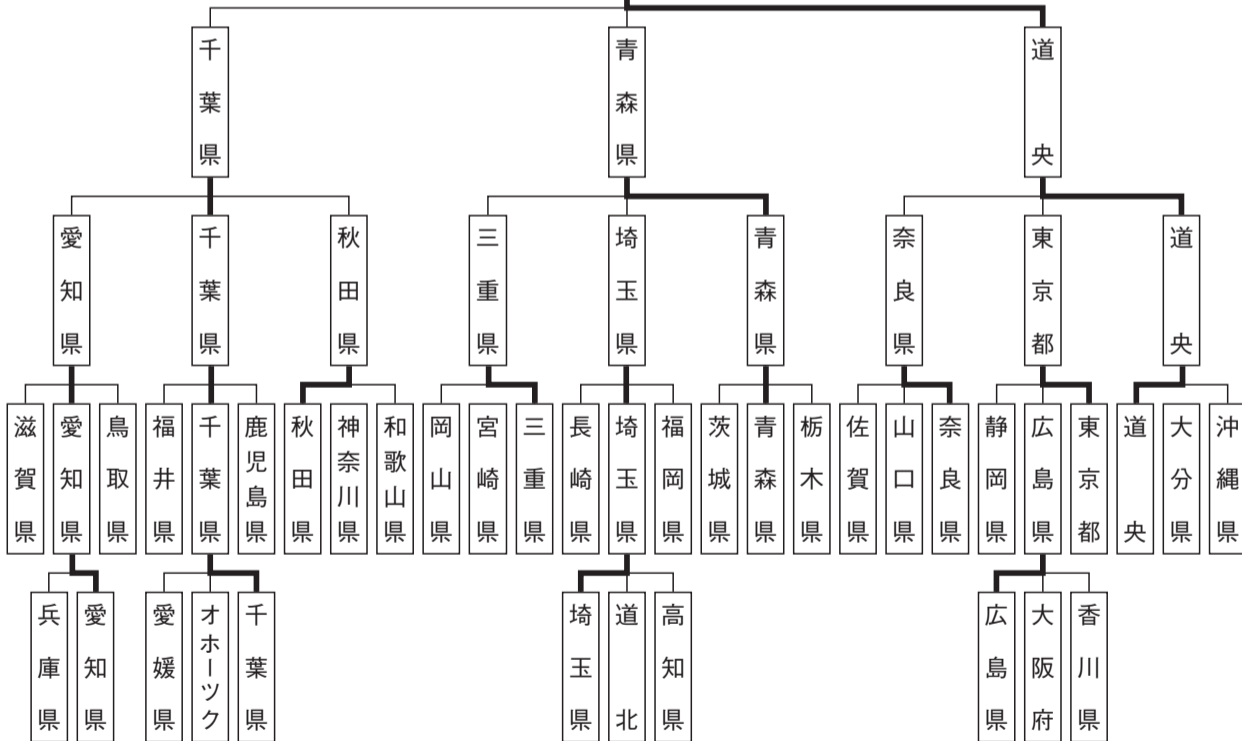 千葉県
青森県
道央
愛知県
千葉県
秋田県
三重県
埼玉県
青森県
奈良県
東京都
道央
滋賀県
愛知県
鳥取県
福井県
千葉県
鹿児島県
秋田県
神奈川県
和歌山県
岡山県
宮崎県
三重県
長崎県
埼玉県
福岡県
茨城県
青森県
栃木県
佐賀県
山口県
奈良県
静岡県
広島県
東京都
道央
大分県
沖縄県
兵庫県
愛知県
愛媛県
オホーツク
千葉県
埼玉県
道北
高知県
広島県
大阪府
香川県